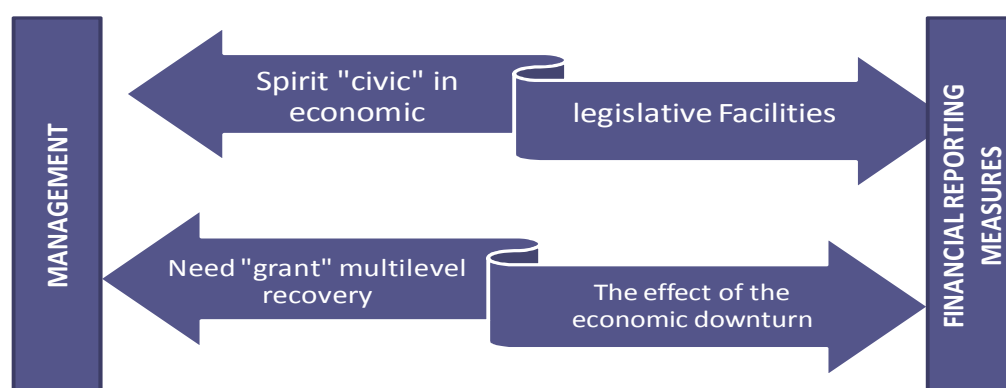 MANAGEMENT
Spirit "civic" in
economic
legislative Facilities
Need "grant" multilevel
recovery
The effect of the
economic downturn
FINANCIAL REPORTING
MEASURES